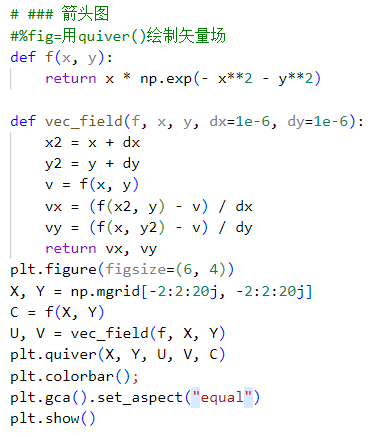 # ### 箭头图
#%fig=用quiver()绘制矢量场
def f(x, y):
    return x * np.exp(- x**2 - y**2)

def vec_field(f, x, y, dx=1e-6, dy=1e-6):
    x2 = x + dx
    y2 = y + dy
    v = f(x, y)
    vx = (f(x2, y) - v) / dx
    vy = (f(x, y2) - v) / dy
    return vx, vy
plt.figure(figsize=(6, 4))
X, Y = np.mgrid[-2:2:20j, -2:2:20j]
C = f(X, Y)
U, V = vec_field(f, X, Y)
plt.quiver(X, Y, U, V, C)
plt.colorbar();
plt.gca().set_aspect("equal")
plt.show()